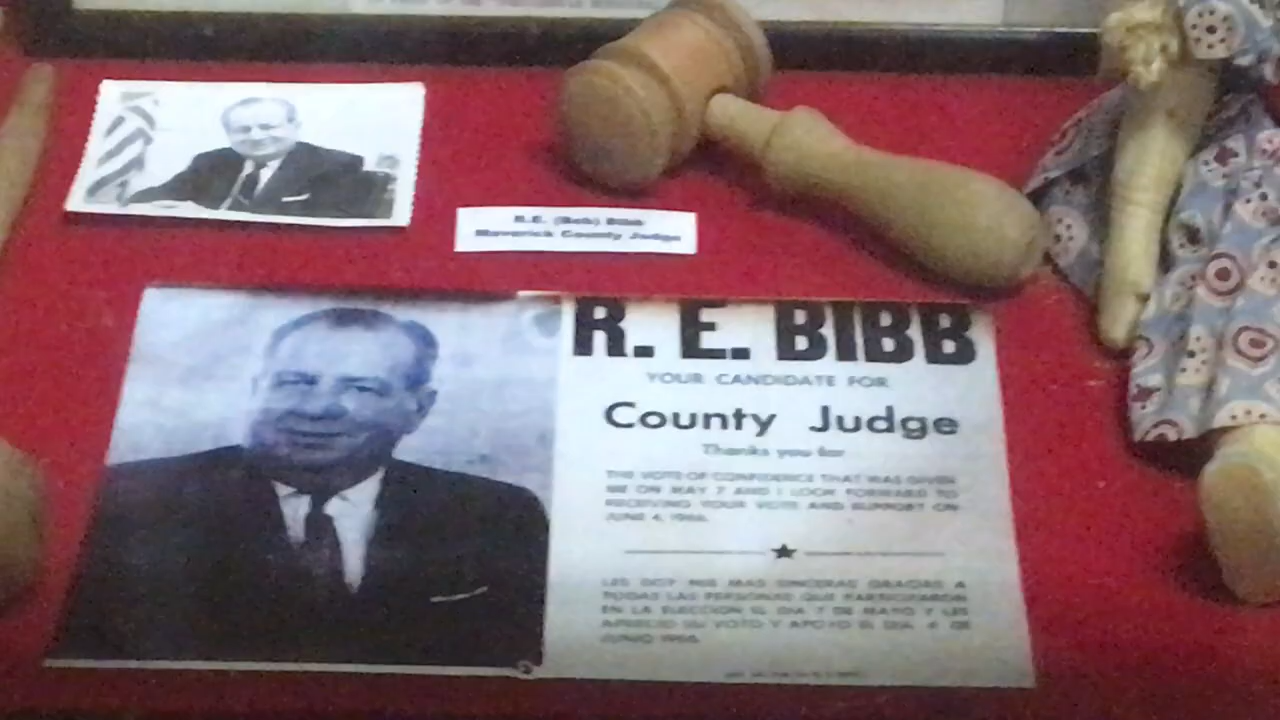 R.E. (Bob) Bibb
Maverick County Judge
R. E. BIBB
YOUR CANDIDATE FOR
County Judge
Thanks you for
THE VOTE OF CONFIDENCE THAT WAS GIVEN
ME ON MAY 7 AND I LOOK FORWARD TO
RECEIVING YOUR VOTE AND SUPPORT ON
JUNE 4, 1966.
LES DOY MIS MAS SINCERAS GRACIAS A
TODAS LAS PERSONAS QUE PARTICIPARON
EN LA ELECCION EL DIA 7 DE MAYO Y LES
APRECIO SU VOTO Y APOYO EL DIA 4 DE
JUNIO 1966.